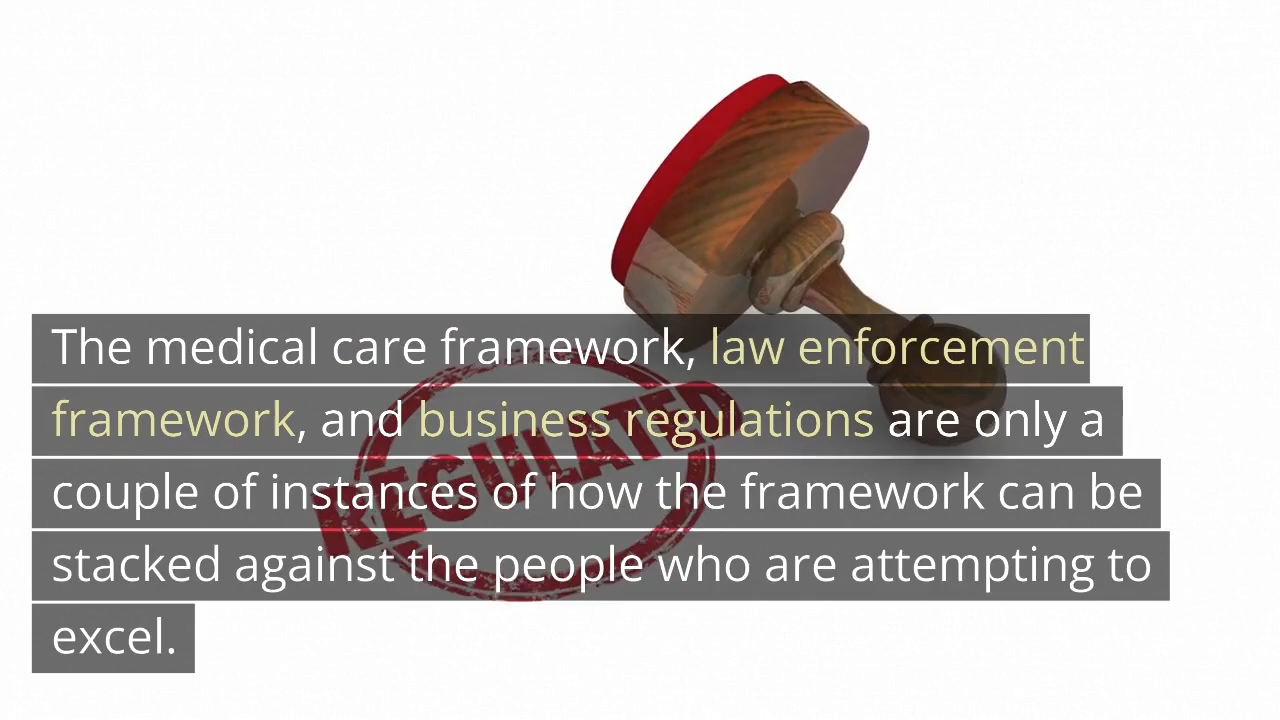 The medical care framework, law enforcement
framework, and business regulations are only a
couple of instances of how the framework can be
stacked against the people who are attempting to
excel.
REGULATED